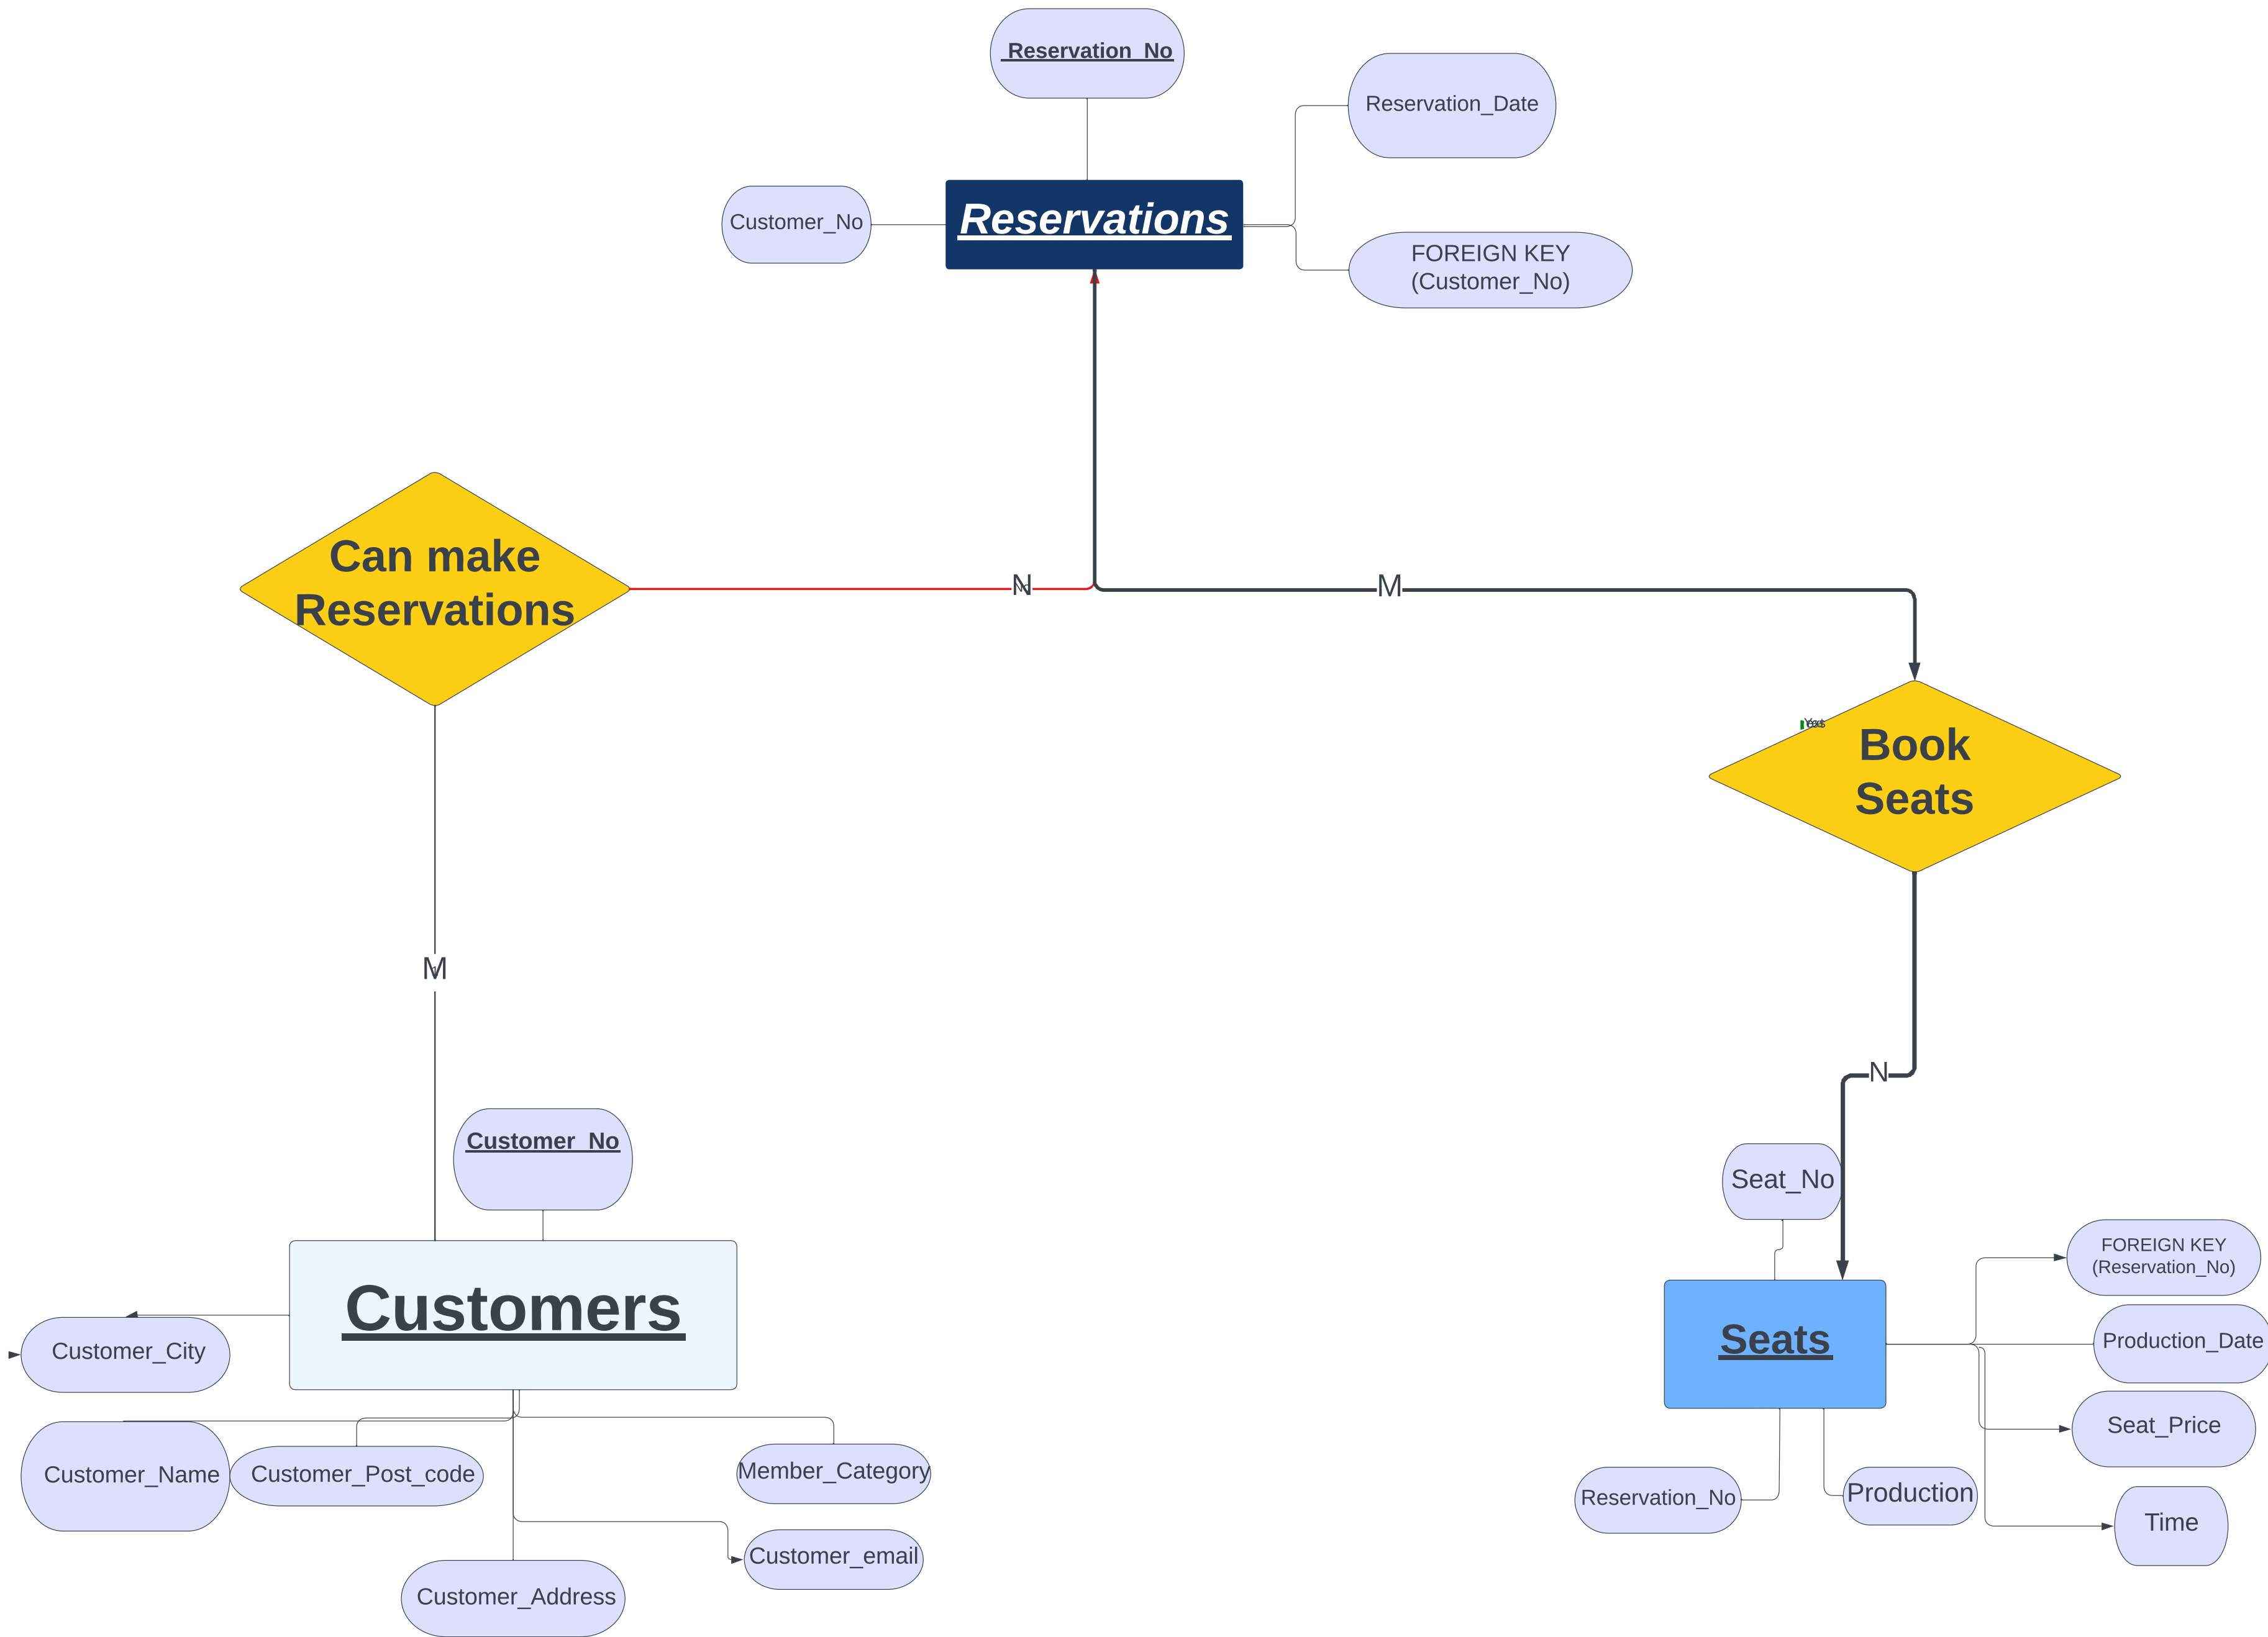 Reservation_No
Reservation_Date
Customer_No
Reservations
FOREIGN KEY
(Customer_No)
Can make
Reservations
N
M
Book
Seats
M
N
Customer_No
Seat_No
Customers
FOREIGN KEY
(Reservation_No)
Seats
Production_Date
Customer_City
Seat_Price
Customer_Name
Customer_Post_code
Member_Category
Reservation_No
Production
Time
Customer_email
Customer_Address